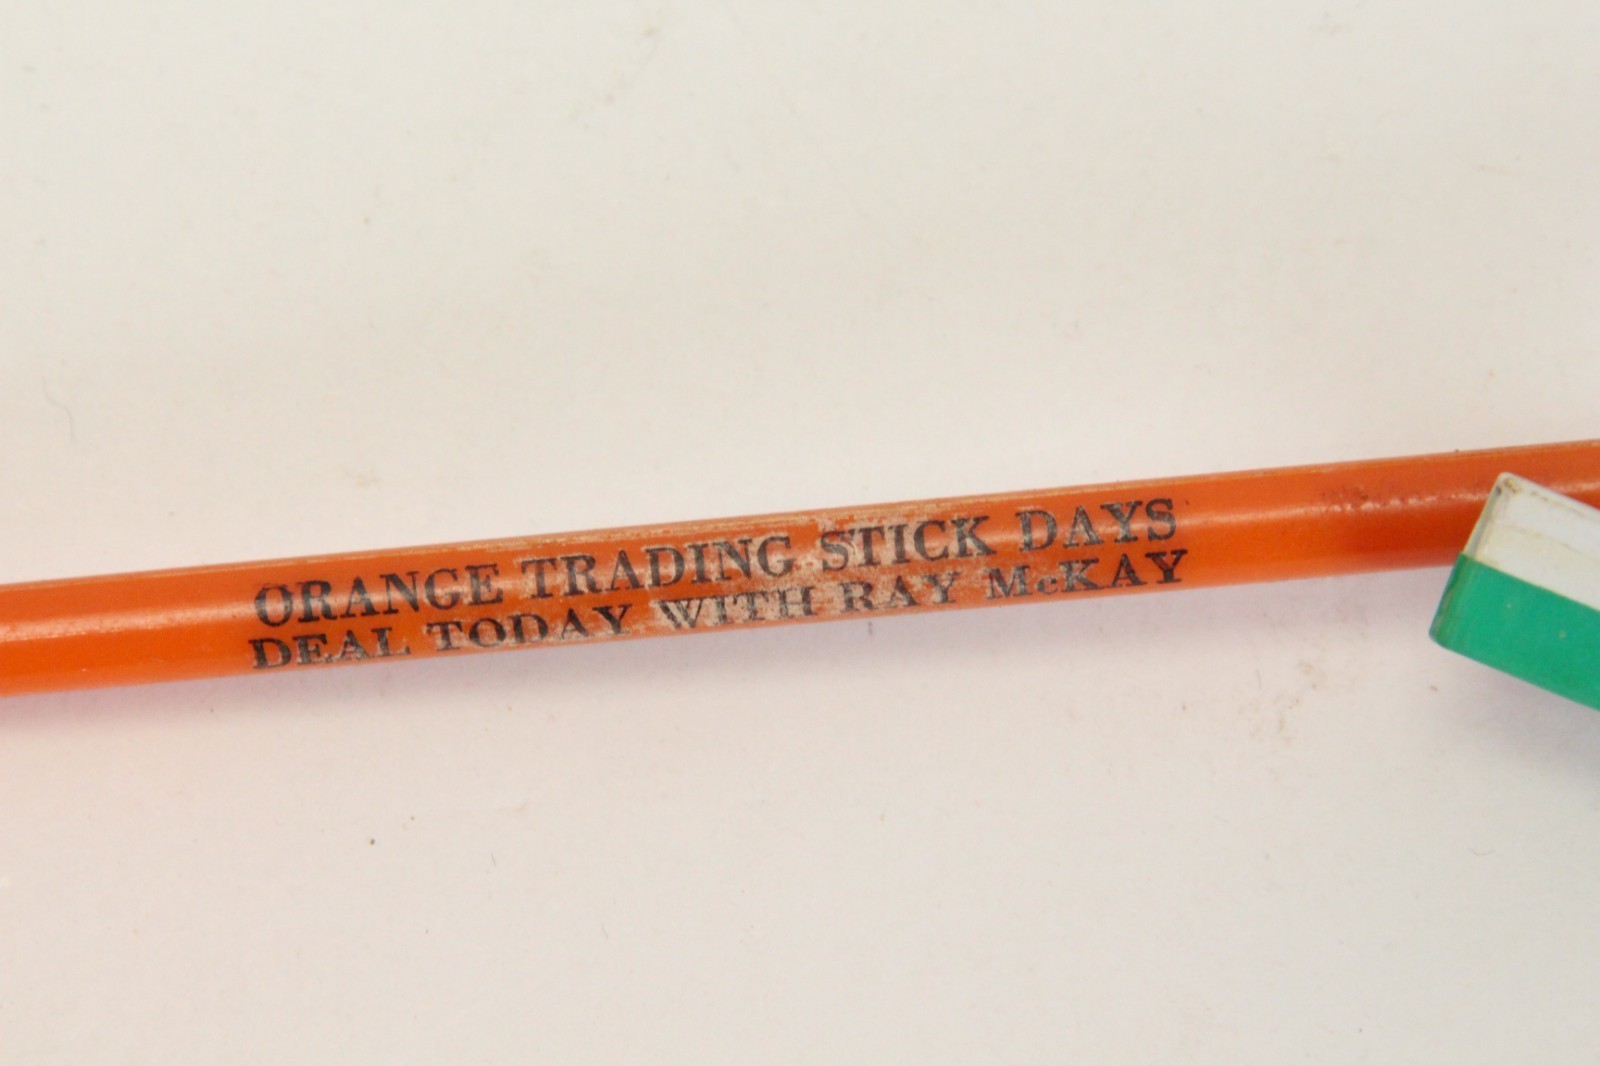 ORANGE TRADING STICK DAYS
DEAL TODAY WITH RAY McKAY